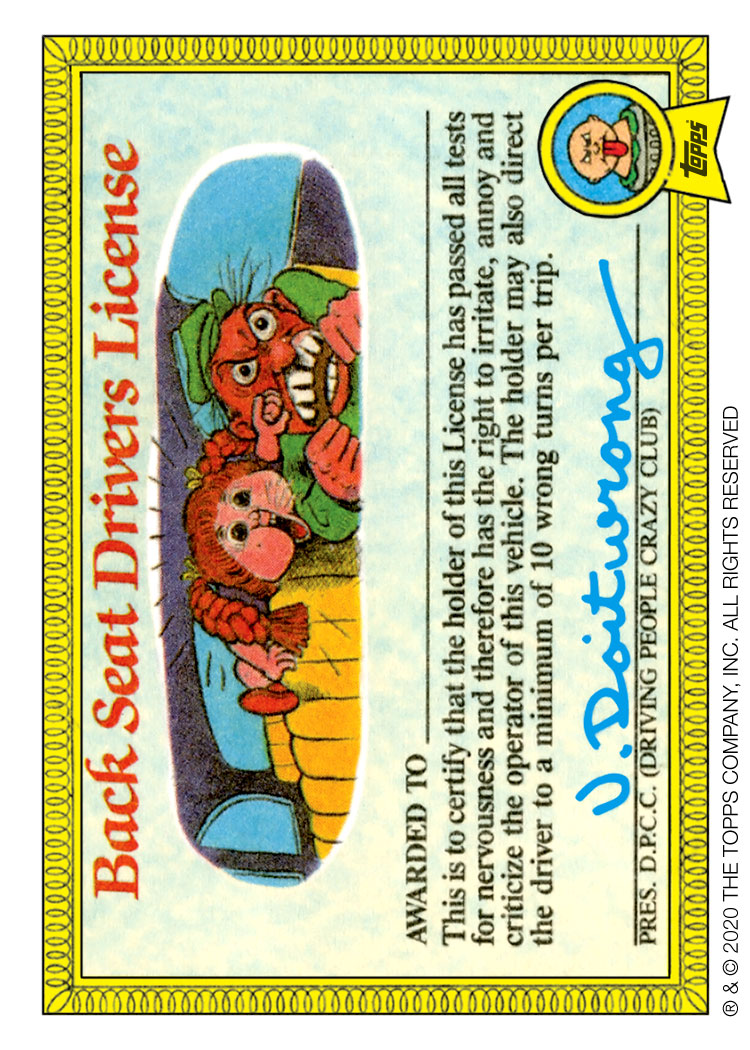 Back Seat Drivers License
AWARDED TO
This is to certify that the holder of this License has passed all tests
for nervousness and therefore has the right to irritate, annoy and
criticize the operator of this vehicle. The holder may also direct
the driver to a minimum of 10 wrong turns per trip.
U. Doitwrong
PRES. D.P.C.C. (DRIVING PEOPLE CRAZY CLUB)
topps
® & © 2020 THE TOPPS COMPANY, INC. ALL RIGHTS RESERVED